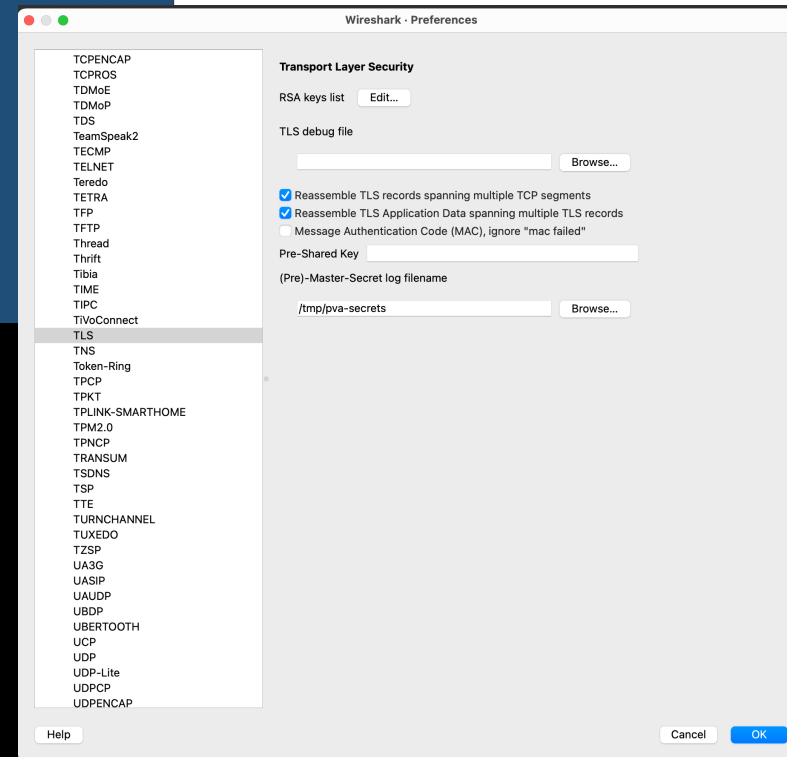 Wireshark · Preferences
TCPENCAP
TCPROS
TDMoE
TDMoP
TDS
TeamSpeak2
TECMP
TELNET
Teredo
TETRA
TFP
TFTP
Thread
Thrift
Tibia
TIME
TIPC
TiVoConnect
TLS
TNS
Token-Ring
TPCP
TPKT
TPLINK-SMARTHOME
TPM2.0
TPNCP
TRANSUM
TSDNS
TSP
TTE
TURNCHANNEL
TUXEDO
TZSP
UA3G
UASIP
UAUDP
UBDP
UBERTOOTH
UCP
UDP
UDP-Lite
UDPCP
UDPENCAP
Transport Layer Security
RSA keys list Edit...
TLS debug file
Browse...
Reassemble TLS records spanning multiple TCP segments
Reassemble TLS Application Data spanning multiple TLS records
Message Authentication Code (MAC), ignore "mac failed"
Pre-Shared Key
(Pre)-Master-Secret log filename
/tmp/pva-secrets Browse...
Help Cancel OK